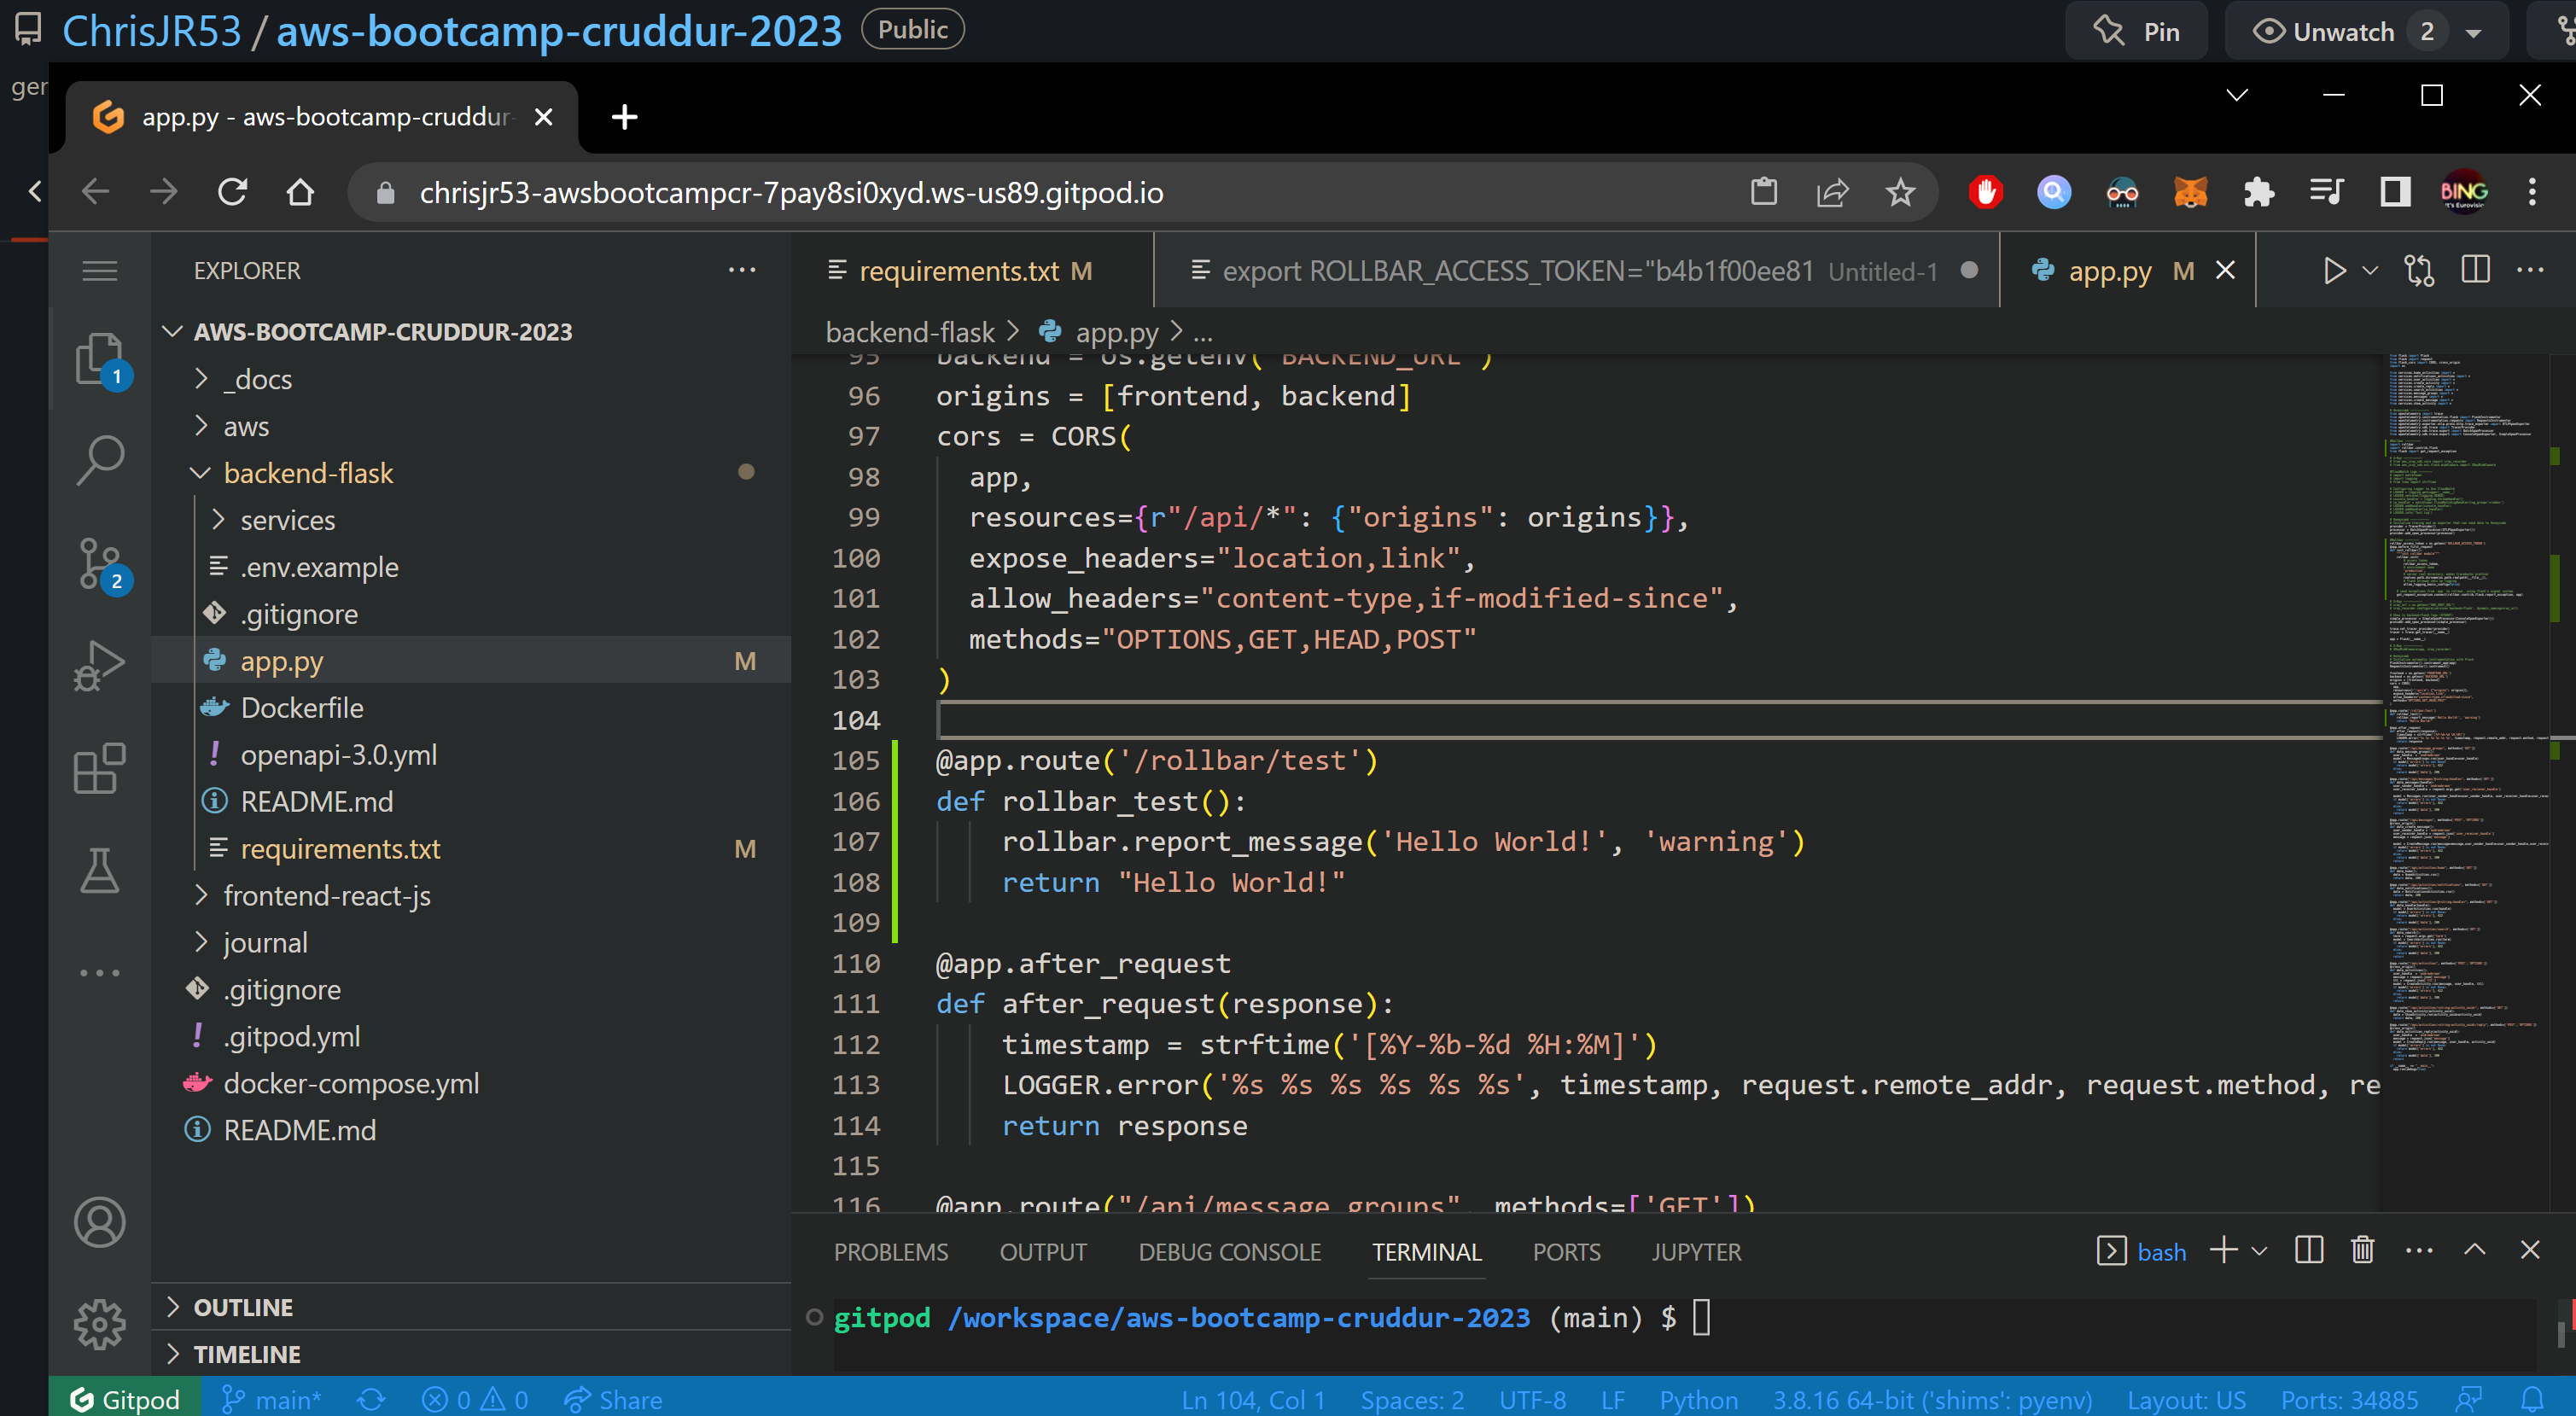 ChrisJR53 / aws-bootcamp-cruddur-2023 Public Pin Unwatch 2
ger
app.py - aws-bootcamp-cruddur-
chrisjr53-awsbootcampcr-7pay8si0xyd.ws-us89.gitpod.io
BING
EXPLORER
requirements.txt M
export ROLLBAR_ACCESS_TOKEN="b4b1f00ee81 Untitled-1
app.py M
backend-flask > app.py > ...
AWS-BOOTCAMP-CRUDDUR-2023
_docs
aws
backend-flask
services
.env.example
.gitignore
app.py M
Dockerfile
openapi-3.0.yml
README.md
requirements.txt M
frontend-react-js
journal
.gitignore
.gitpod.yml
docker-compose.yml
README.md
OUTLINE
TIMELINE
1
2
95 backend = os.getenv('BACKEND_URL')
96 origins = [frontend, backend]
97 cors = CORS(
98 app,
99 resources={r"/api/*": {"origins": origins}},
100 expose_headers="location,link",
101 allow_headers="content-type,if-modified-since",
102 methods="OPTIONS,GET,HEAD,POST"
103 )
104
105 @app.route('/rollbar/test')
106 def rollbar_test():
107 rollbar.report_message('Hello World!', 'warning')
108 return "Hello World!"
109
110 @app.after_request
111 def after_request(response):
112 timestamp = strftime('[%Y-%b-%d %H:%M]')
113 LOGGER.error('%s %s %s %s %s %s', timestamp, request.remote_addr, request.method, re
114 return response
115
116 @app.route("/api/message_groups", methods=['GET'])
PROBLEMS OUTPUT DEBUG CONSOLE TERMINAL PORTS JUPYTER bash
gitpod /workspace/aws-bootcamp-cruddur-2023 (main) $
Gitpod main* 0 0 Share Ln 104, Col 1 Spaces: 2 UTF-8 LF Python 3.8.16 64-bit ('shims': pyenv) Layout: US Ports: 34885